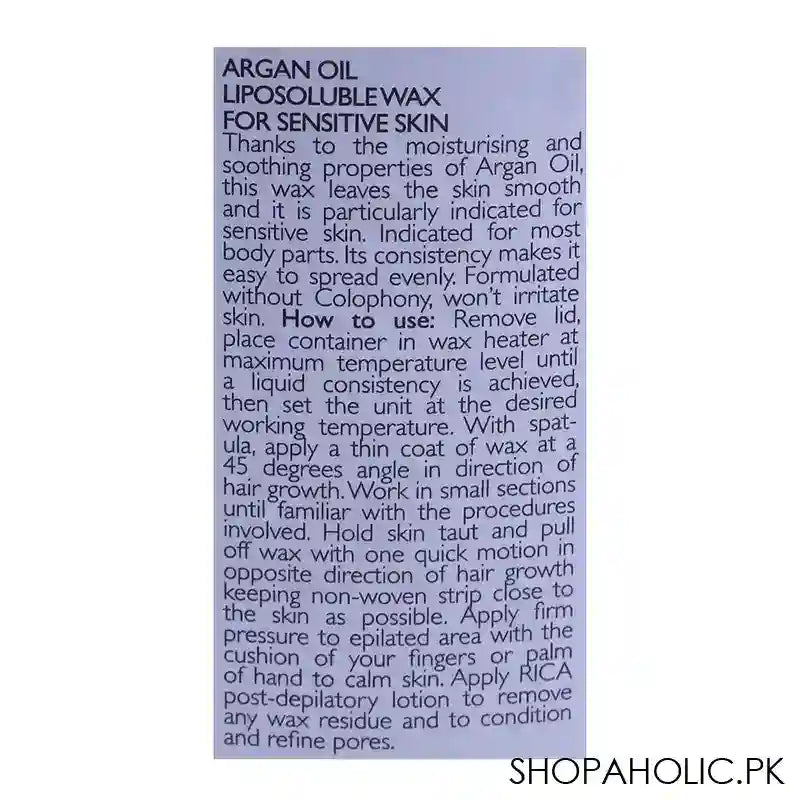 ARGAN OIL
LIPOSOLUBLE WAX
FOR SENSITIVE SKIN
Thanks to the moisturising and
soothing properties of Argan Oil,
this wax leaves the skin smooth
and it is particularly indicated for
sensitive skin. Indicated for most
body parts. Its consistency makes it
easy to spread evenly. Formulated
without Colophony, won't irritate
skin. How to use: Remove lid,
place container in wax heater at
maximum temperature level until
a liquid consistency is achieved,
then set the unit at the desired
working temperature. With spat-
ula, apply a thin coat of wax at a
45 degrees angle in direction of
hair growth. Work in small sections
until familiar with the procedures
involved. Hold skin taut and pull
off wax with one quick motion in
opposite direction of hair growth
keeping non-woven strip close to
the skin as possible. Apply firm
pressure to epilated area with the
cushion of your fingers or palm
of hand to calm skin. Apply RICA
post-depilatory lotion to remove
any wax residue and to condition
and refine pores.
SHOPAHOLIC.PK